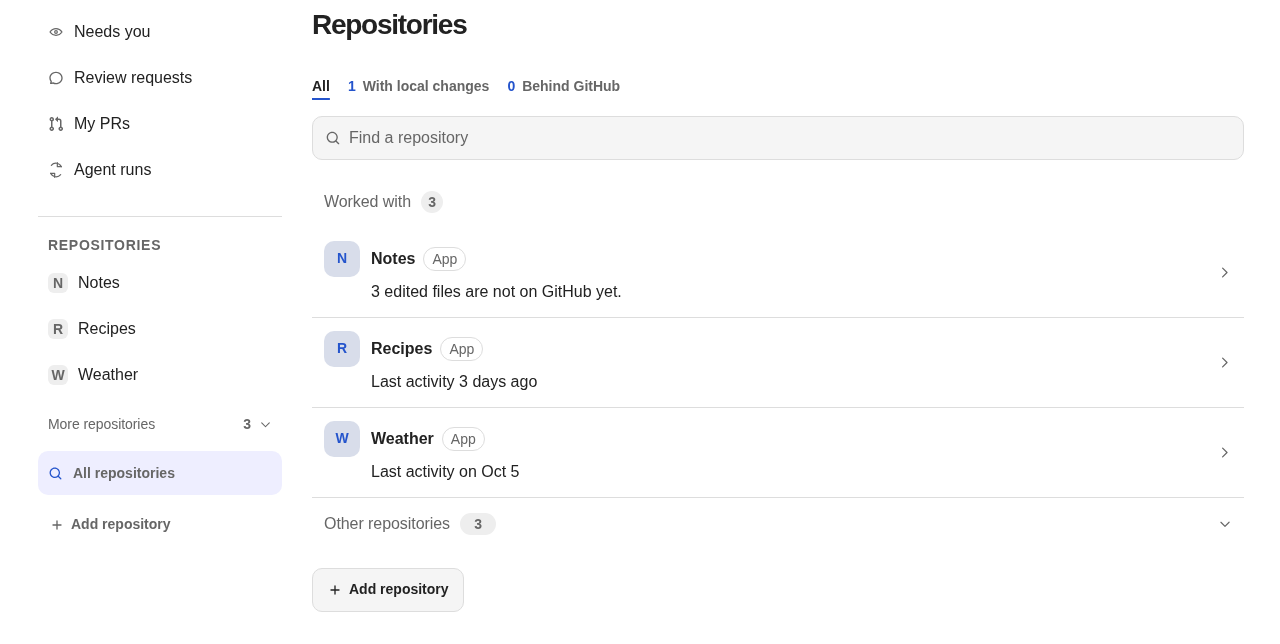 Needs you
Review requests
My PRs
Agent runs
REPOSITORIES
N Notes
R Recipes
W Weather
More repositories 3
All repositories
Add repository
Repositories
All 1 With local changes 0 Behind GitHub
Find a repository
Worked with 3
N Notes App
3 edited files are not on GitHub yet.
R Recipes App
Last activity 3 days ago
W Weather App
Last activity on Oct 5
Other repositories 3
Add repository